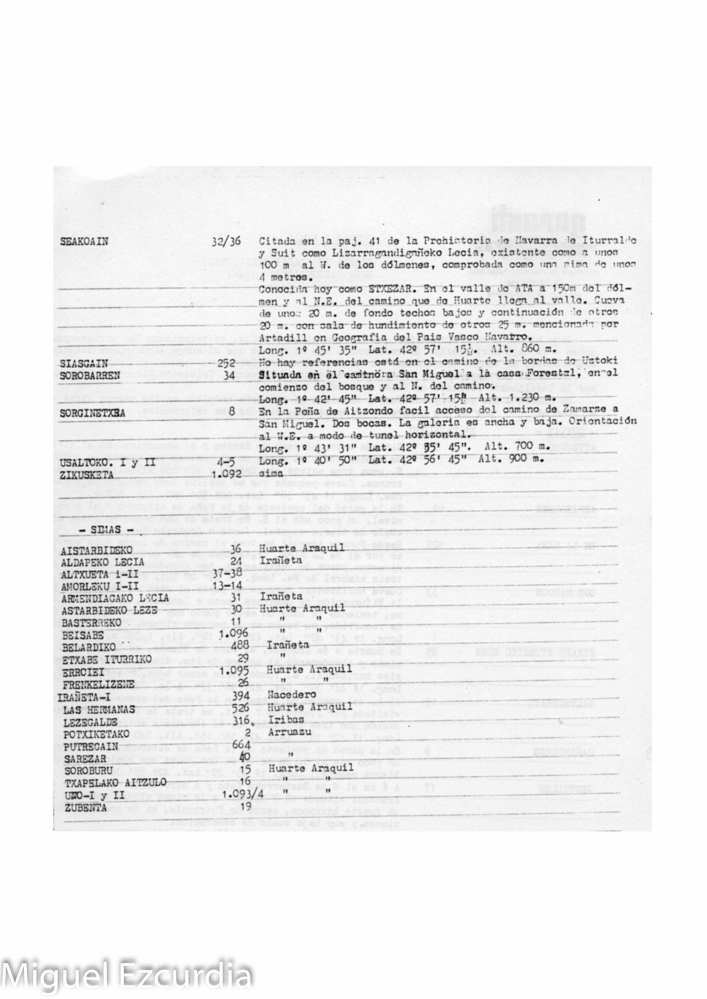 SEAKOAIN 32/36 Citada en la paj. 41 de la Prehistoria de Navarra de Iturralde
y Suit como Lizarragandigañeko Lecia, existente como a unos
100 m al W. de los dólmenes, comprobada como una sima de unos
4 metros.
Conocida hoy como ETXEZAR. En el valle de ATA a 150m del dól-
men y al N.E. del camino que de Huarte llega al valle. Cueva
de unos 20 m. de fondo techos bajos y continuación de otros
20 m. con sala de hundimiento de otros 25 m. mencionada por
Artadill en Geografia del Pais Vasco Navarro.
Long. 1º 45' 35" Lat. 42º 57' 15". Alt. 860 m.
SIASGAIN 252 No hay referencias está en el camino de la bordas de Ustoki
SOROBARREN 34 Situada en el San Miguel a la casa Forestal, en el
comienzo del bosque y al N. del camino.
Long. 1º 42' 45" Lat. 42º 57' 15" Alt. 1.230 m.
SORGINETXEA 8 En la Peña de Aitzondo facil acceso del camino de Zamarze a
San Miguel. Dos bocas. La galeria es ancha y baja. Orientación
al W.E. a modo de tunel horizontal.
Long. 1º 43' 31" Lat. 42º 55' 45". Alt. 700 m.
USALTOKO. I y II 4-5 Long. 1º 40' 50" Lat. 42º 56' 45" Alt. 900 m.
ZIKUSKETA 1.092 sima
- SIMAS -
AISTARBIDEKO 36 Huarte Araquil
ALDAPEKO LECIA 24 Irañeta
ALTXUETA i-II 37-38
AMORLEKU I-II 13-14
ARMENDIAGAKO LECIA 31 Irañeta
ASTARBIDEKO LEZE 30 Huarte Araquil
BASTERREKO 11 " "
BEISABE 1.096 " "
BELARDIKO 488 Irañeta
ETXABE ITURRIKO 29 "
ERROIEI 1.095 Huarte Araquil
FRENKELIZENE 26 " "
IRAÑETA-I 394 Nacedero
LAS HERMANAS 526 Huarte Araquil
LEZEGALDE 316, Iribas
POTXIKETAKO 2 Arruazu
PUTREGAIN 664
SAREZAR 40 "
SOROBURU 15 Huarte Araquil
TXAPELAKO AITZULO 16 " "
UMO-I y II 1.093/4 " "
ZUBENTA 19
Miguel Ezcurdia